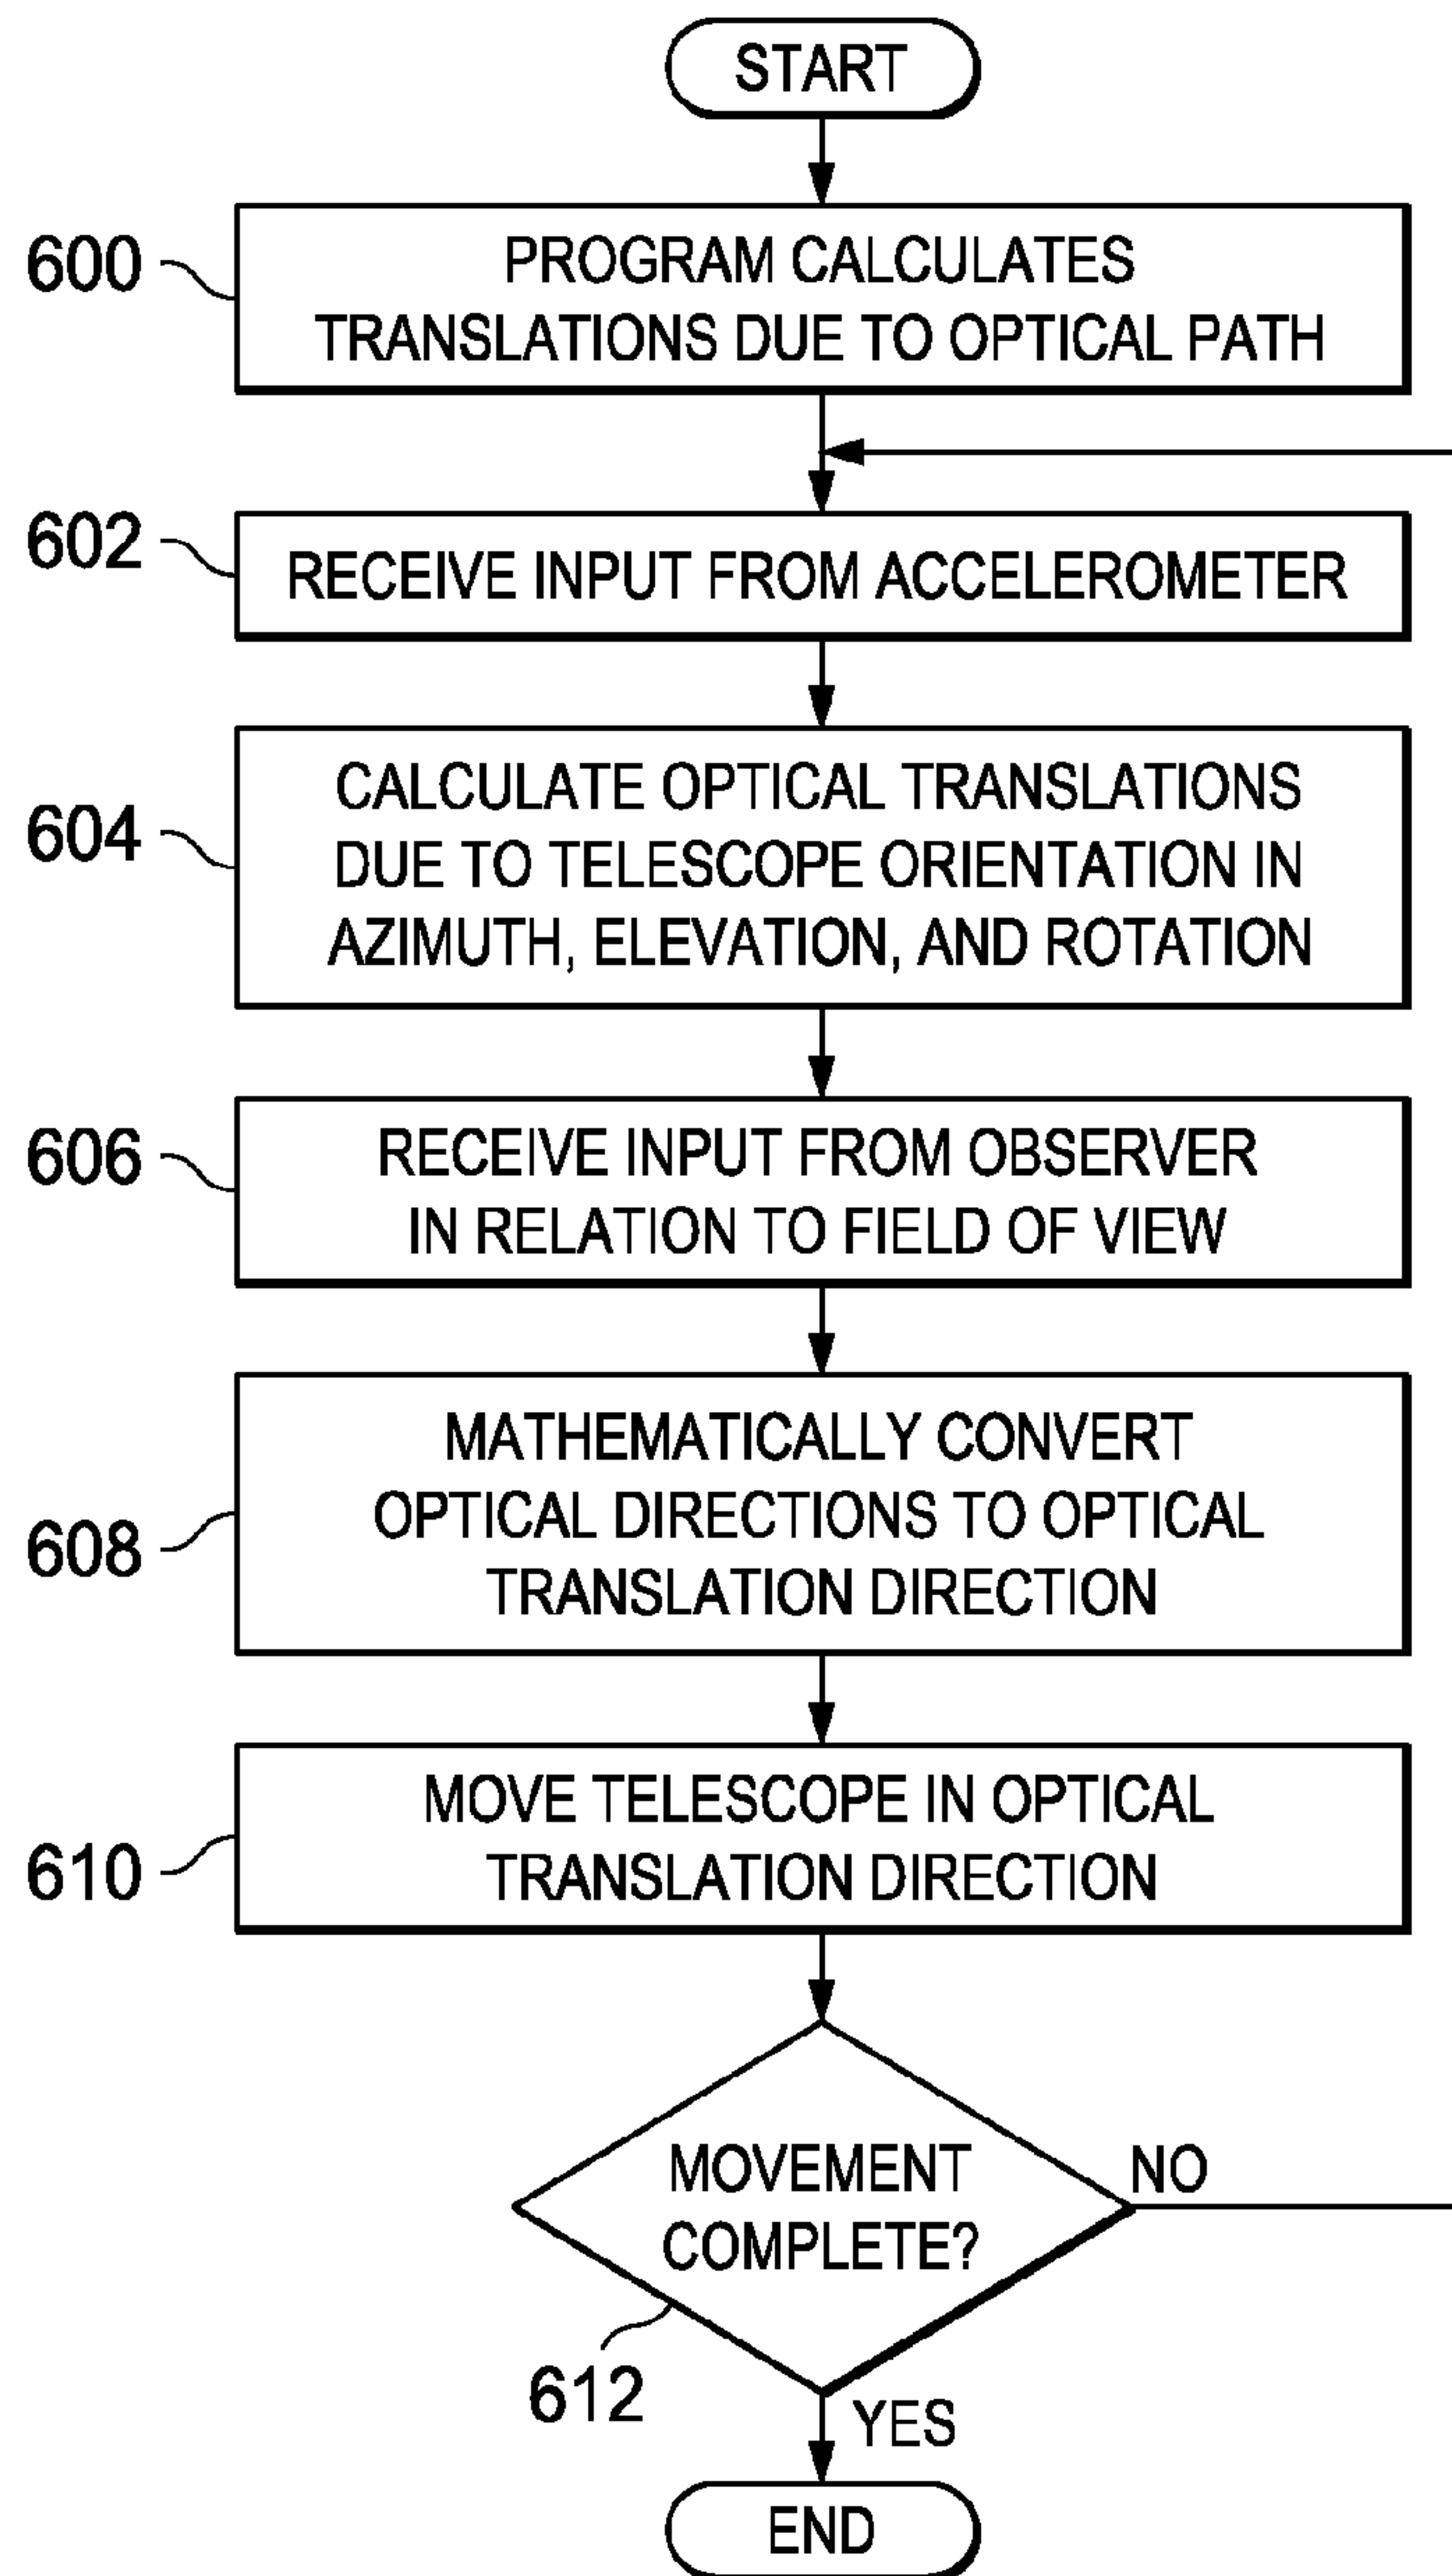 START
600
PROGRAM CALCULATES
TRANSLATIONS DUE TO OPTICAL PATH
602
RECEIVE INPUT FROM ACCELEROMETER
604
CALCULATE OPTICAL TRANSLATIONS
DUE TO TELESCOPE ORIENTATION IN
AZIMUTH, ELEVATION, AND ROTATION
606
RECEIVE INPUT FROM OBSERVER
IN RELATION TO FIELD OF VIEW
608
MATHEMATICALLY CONVERT
OPTICAL DIRECTIONS TO OPTICAL
TRANSLATION DIRECTION
610
MOVE TELESCOPE IN OPTICAL
TRANSLATION DIRECTION
MOVEMENT
COMPLETE?
NO
612
YES
END